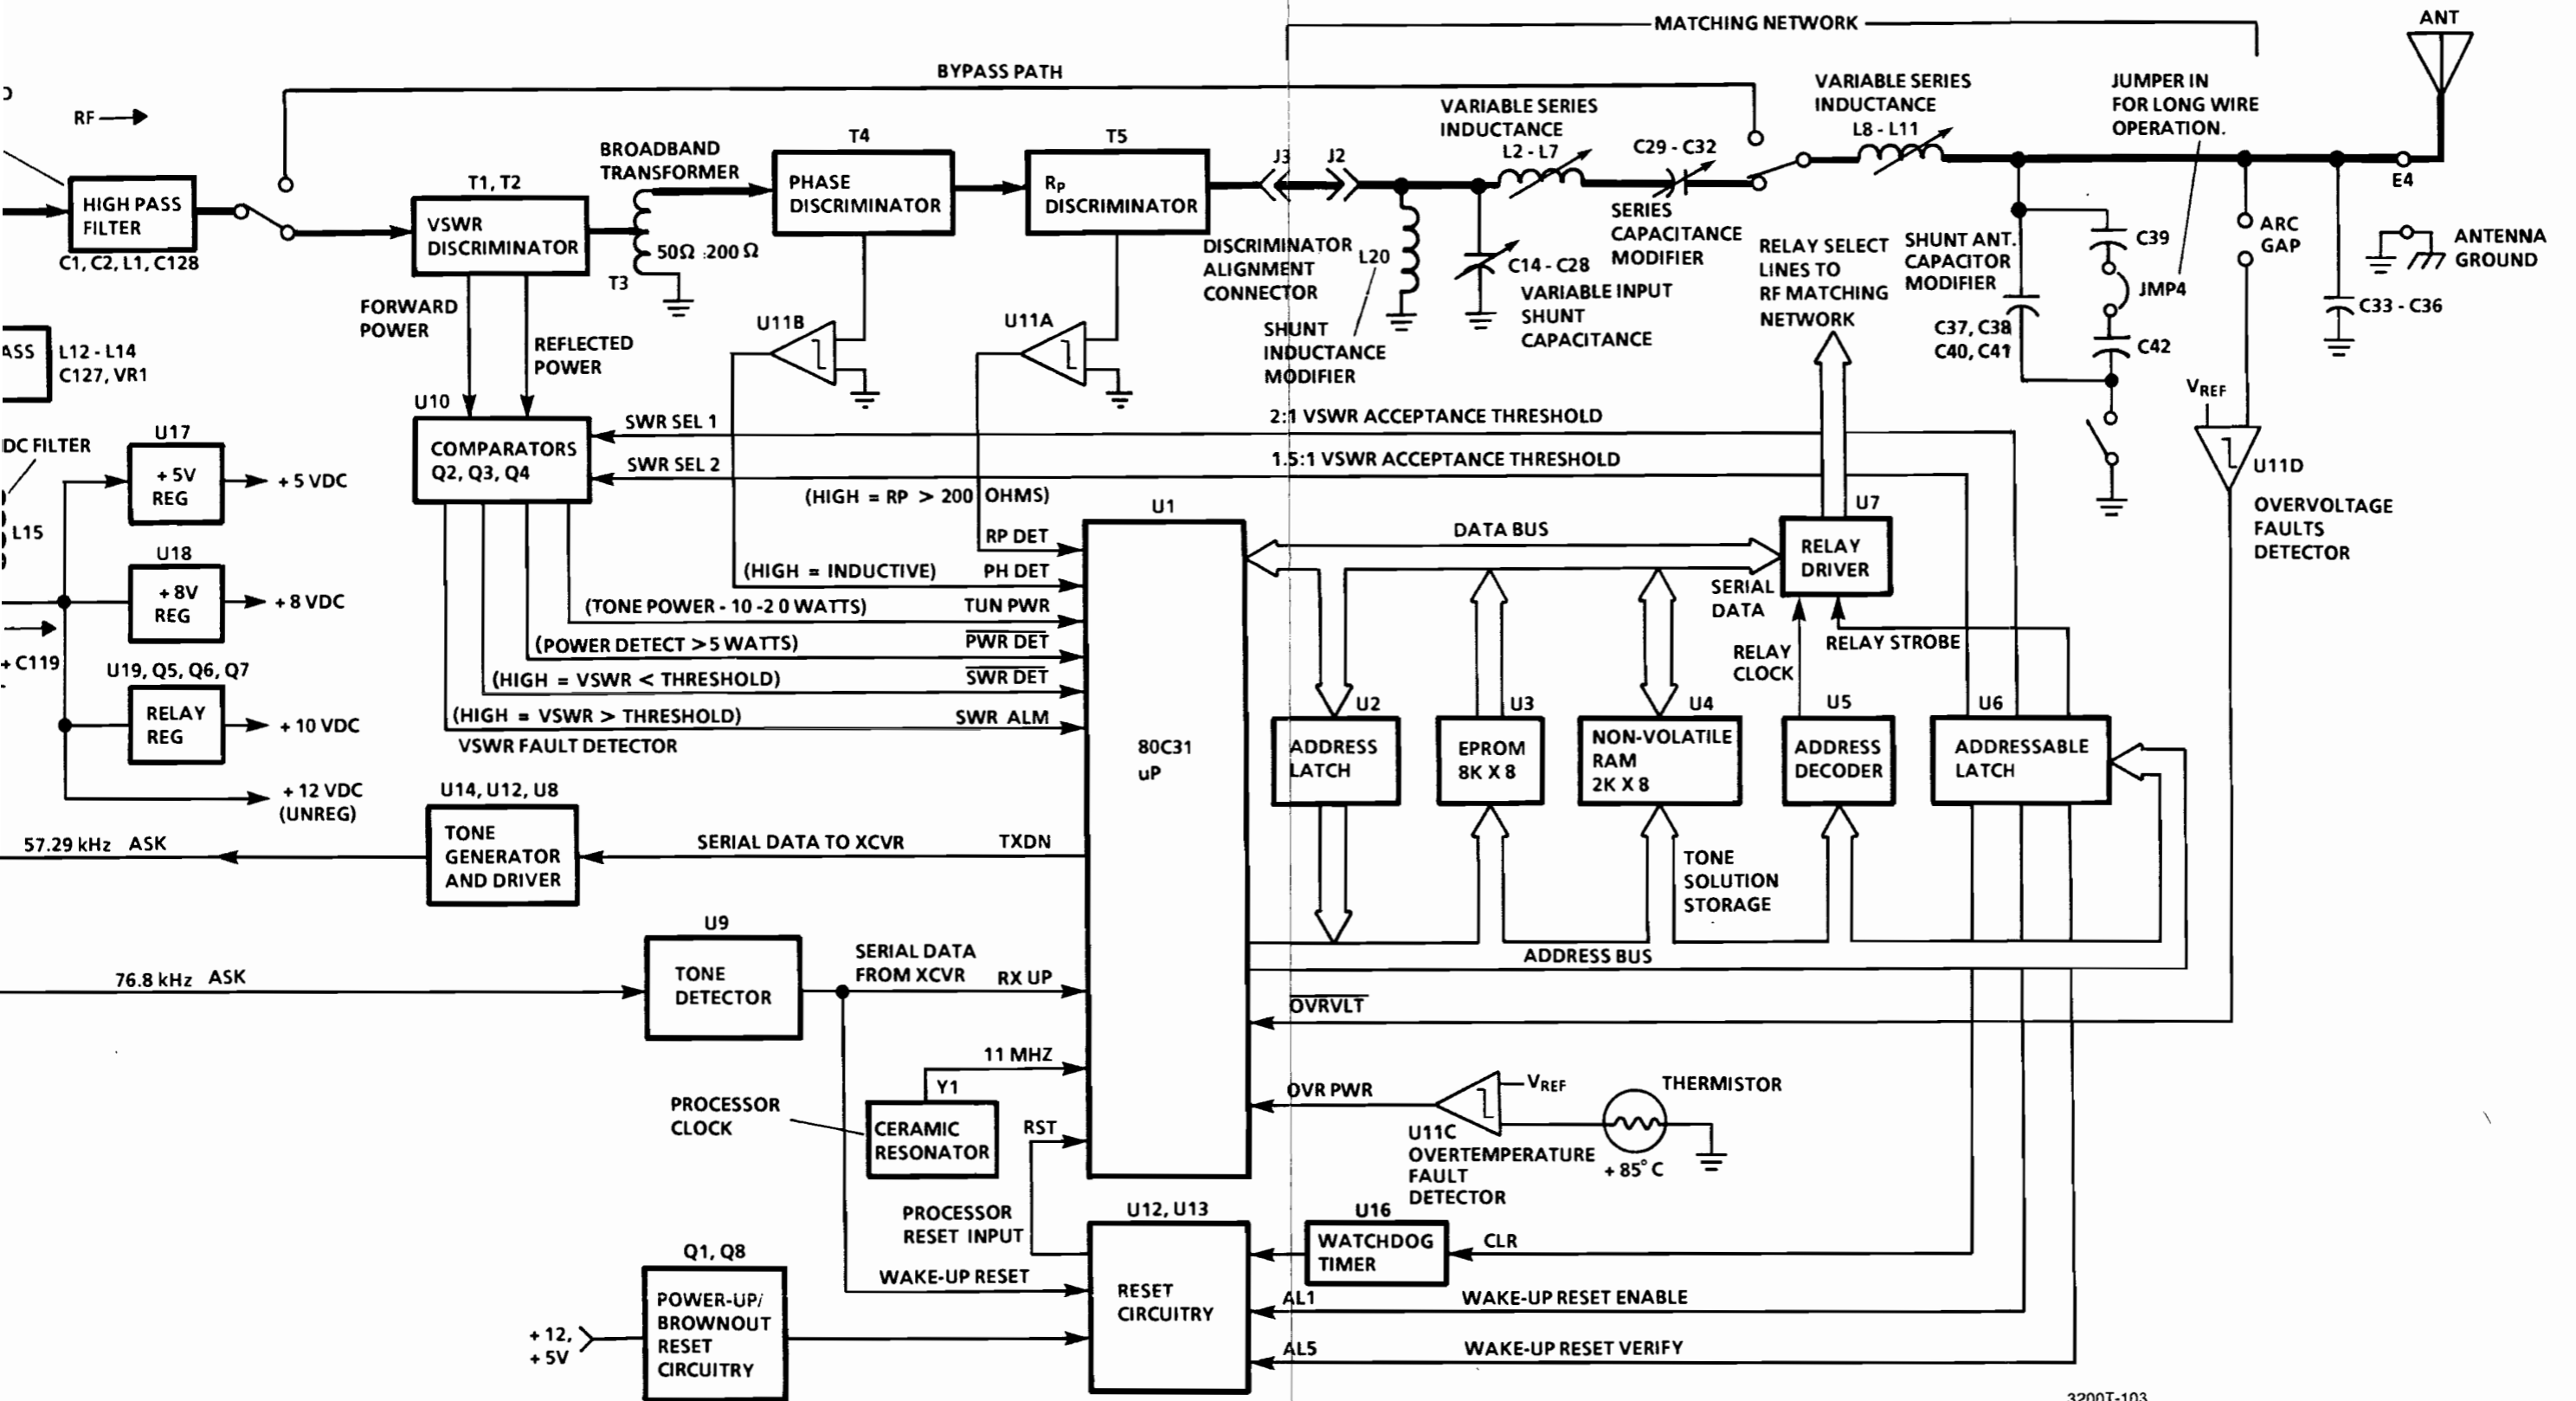 MATCHING NETWORK
ANT
BYPASS PATH
RF
VARIABLE SERIES
INDUCTANCE
L8 - L11
JUMPER IN
FOR LONG WIRE
OPERATION.
VARIABLE SERIES
INDUCTANCE
L2 - L7
C29 - C32
BROADBAND
TRANSFORMER
T4
PHASE
DISCRIMINATOR
T5
RP
DISCRIMINATOR
J3
J2
E4
HIGH PASS
FILTER
C1, C2, L1, C128
T1, T2
VSWR
DISCRIMINATOR
50Ω :200 Ω
T3
DISCRIMINATOR
ALIGNMENT
CONNECTOR
L20
SHUNT
INDUCTANCE
MODIFIER
C14 - C28
VARIABLE INPUT
SHUNT
CAPACITANCE
SERIES
CAPACITANCE
MODIFIER
RELAY SELECT
LINES TO
RF MATCHING
NETWORK
SHUNT ANT.
CAPACITOR
MODIFIER
C37, C38
C40, C41
C39
JMP4
C42
ARC
GAP
C33 - C36
ANTENNA
GROUND
FORWARD
POWER
REFLECTED
POWER
U11B
U11A
ASS
L12 - L14
C127, VR1
VREF
U11D
OVERVOLTAGE
FAULTS
DETECTOR
U10
COMPARATORS
Q2, Q3, Q4
SWR SEL 1
2:1 VSWR ACCEPTANCE THRESHOLD
SWR SEL 2
1.5:1 VSWR ACCEPTANCE THRESHOLD
DC FILTER
L15
U17
+ 5V
REG
+ 5 VDC
U18
+ 8V
REG
+ 8 VDC
+ C119
U19, Q5, Q6, Q7
RELAY
REG
+ 10 VDC
+ 12 VDC
(UNREG)
(HIGH = RP > 200 OHMS)
RP DET
(HIGH = INDUCTIVE)
PH DET
(TONE POWER - 10 -2 0 WATTS)
TUN PWR
(POWER DETECT > 5 WATTS)
PWR DET
(HIGH = VSWR < THRESHOLD)
SWR DET
(HIGH = VSWR > THRESHOLD)
SWR ALM
VSWR FAULT DETECTOR
U1
80C31
uP
DATA BUS
U7
RELAY
DRIVER
SERIAL
DATA
RELAY
CLOCK
RELAY STROBE
U2
ADDRESS
LATCH
U3
EPROM
8K X 8
U4
NON-VOLATILE
RAM
2K X 8
U5
ADDRESS
DECODER
U6
ADDRESSABLE
LATCH
TONE
SOLUTION
STORAGE
ADDRESS BUS
U14, U12, U8
TONE
GENERATOR
AND DRIVER
57.29 kHz ASK
SERIAL DATA TO XCVR
TXDN
U9
TONE
DETECTOR
76.8 kHz ASK
SERIAL DATA
FROM XCVR
RX UP
OVRVLT
11 MHZ
Y1
PROCESSOR
CLOCK
CERAMIC
RESONATOR
OVR PWR
VREF
THERMISTOR
+ 85° C
U11C
OVERTEMPERATURE
FAULT
DETECTOR
RST
PROCESSOR
RESET INPUT
U12, U13
RESET
CIRCUITRY
U16
WATCHDOG
TIMER
CLR
WAKE-UP RESET
AL1
WAKE-UP RESET ENABLE
AL5
WAKE-UP RESET VERIFY
Q1, Q8
POWER-UP/
BROWNOUT
RESET
CIRCUITRY
+ 12,
+ 5V
3200T-103